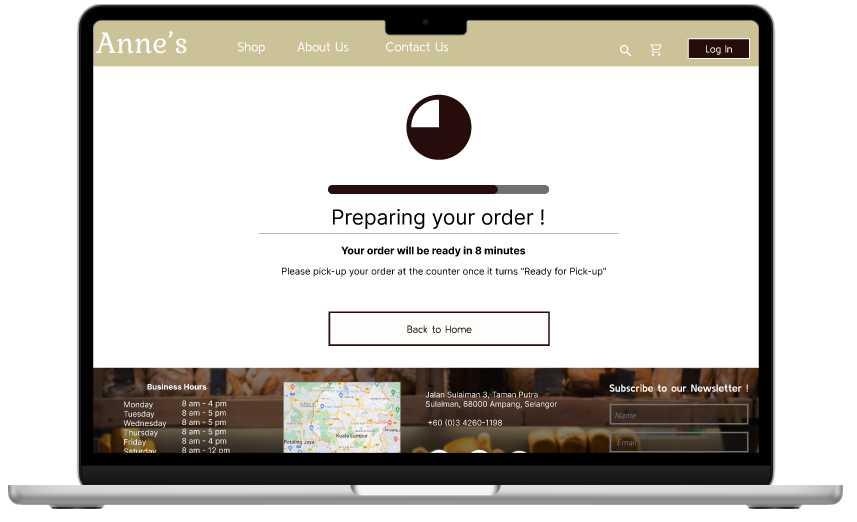 Anne's
Shop
About Us
Contact Us
Log In
Preparing your order !
Your order will be ready in 8 minutes
Please pick-up your order at the counter once it turns “Ready for Pick-up”
Back to Home
Business Hours
Monday 8 am - 4 pm
Tuesday 8 am - 5 pm
Wednesday 8 am - 5 pm
Thursday 8 am - 5 pm
Friday 8 am - 4 pm
Saturday 8 am - 12 pm
Petaling Jaya
Kuala Lumpur
Jalan Sulaiman 3, Taman Putra
Sulaiman, 68000 Ampang, Selangor
+60 (0)3 4260-1198
Subscribe to our Newsletter !
Name
Email